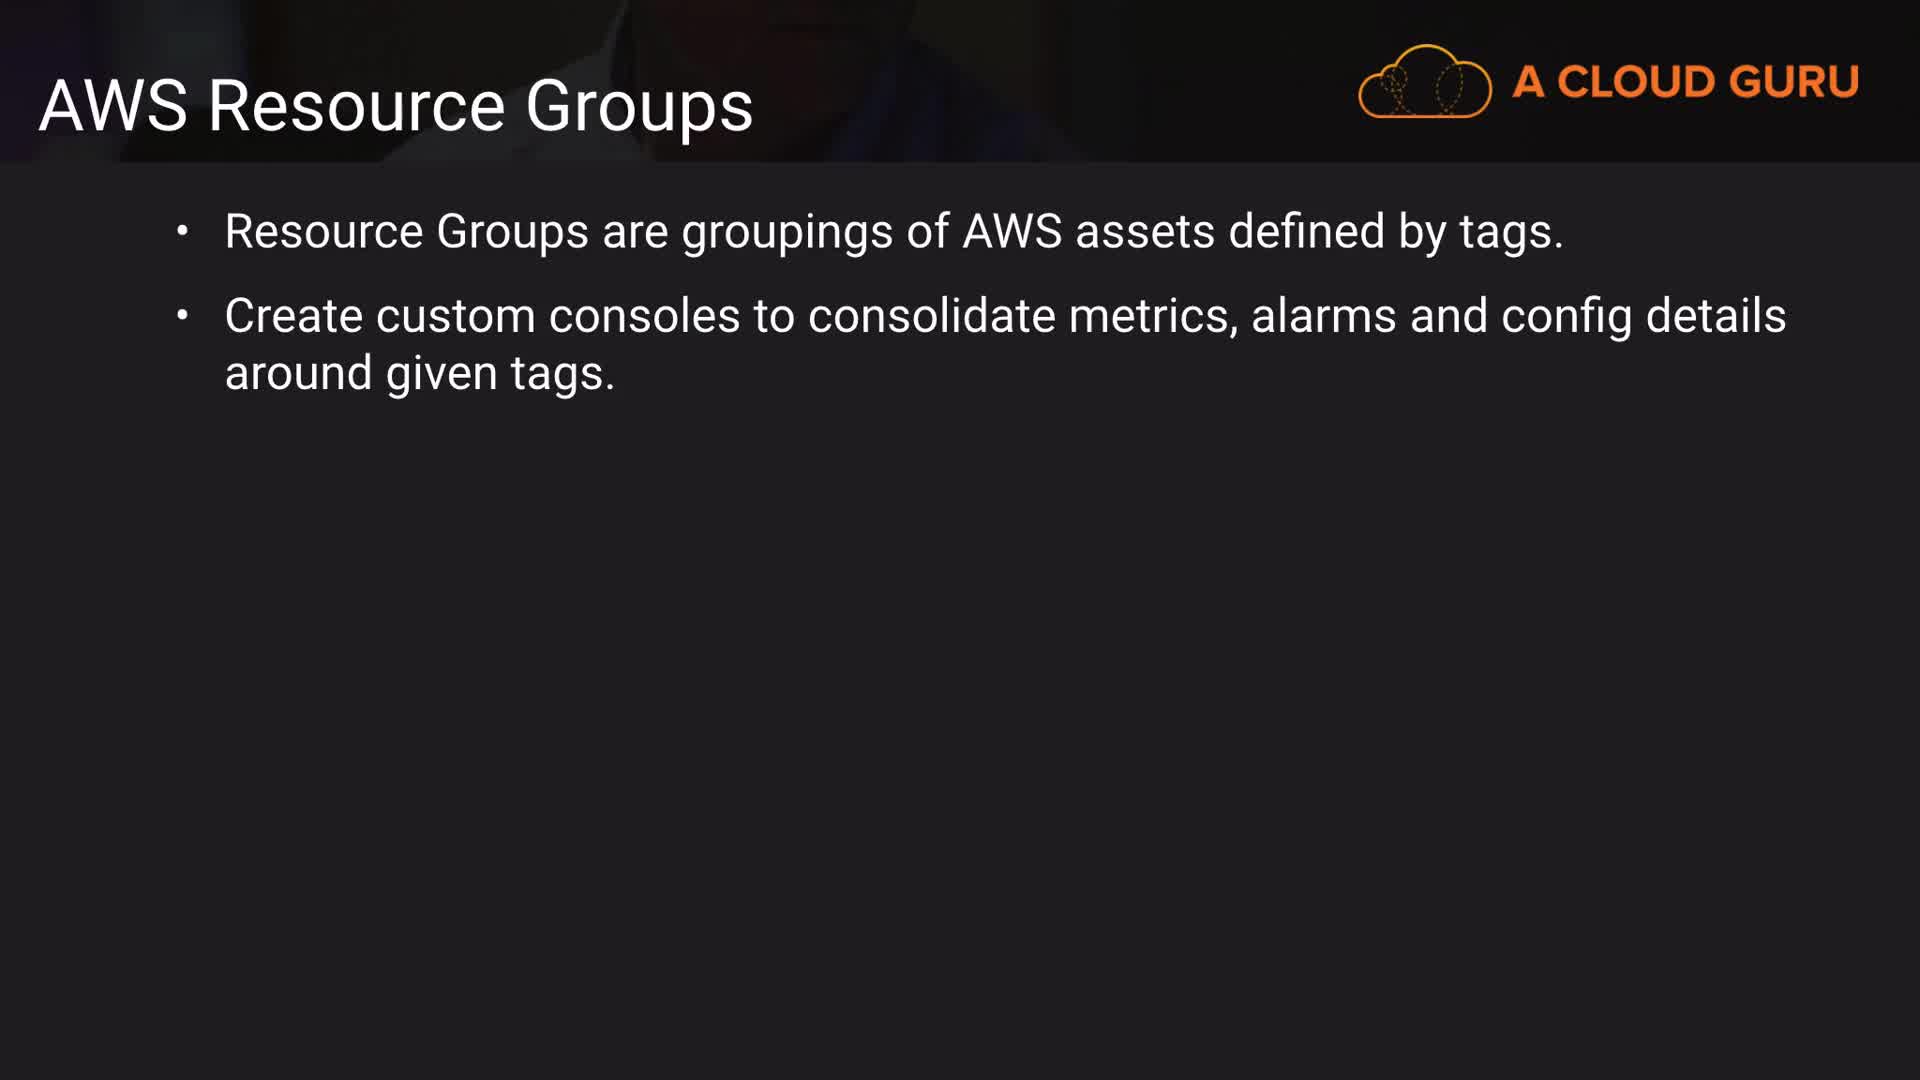 AWS Resource Groups
A CLOUD GURU
• Resource Groups are groupings of AWS assets defined by tags.
• Create custom consoles to consolidate metrics, alarms and config details
around given tags.